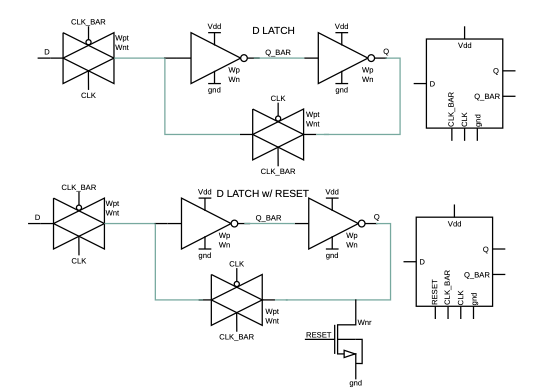 CLK_BAR
D
Wpt
Wnt
CLK
Vdd
D LATCH
Vdd
Q_BAR
Q
Wp
Wn
gnd
Wp
Wn
gnd
CLK
Wpt
Wnt
CLK_BAR
Vdd
Q
D
Q_BAR
CLK_BAR
CLK
gnd
CLK_BAR
D
Wpt
Wnt
CLK
Vdd
D LATCH w/ RESET
Vdd
Q_BAR
Q
Wp
Wn
gnd
Wp
Wn
gnd
CLK
Wpt
Wnt
CLK_BAR
RESET
Wnr
gnd
Vdd
Q
D
Q_BAR
RESET
CLK_BAR
CLK
gnd